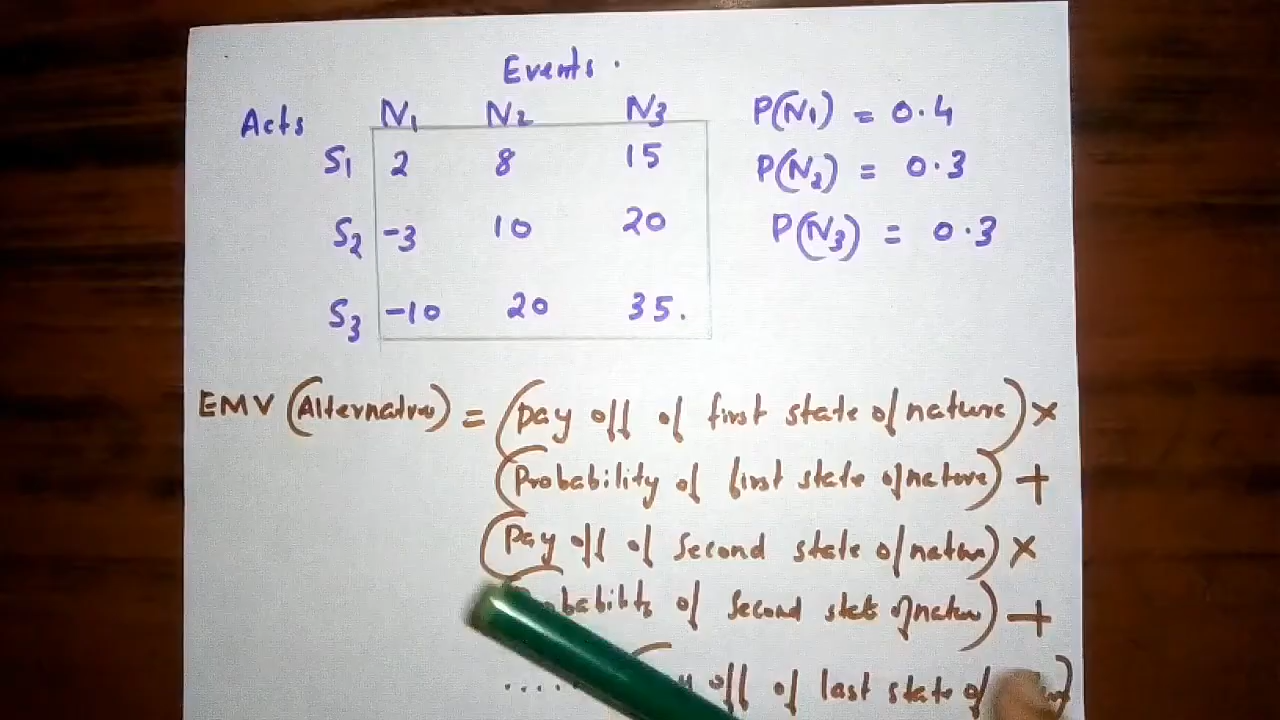 Events.
Acts N1 N2 N3 P(N1) = 0.4
S1 2 8 15 P(N2) = 0.3
S2 -3 10 20 P(N3) = 0.3
S3 -10 20 35.
EMV (Alternative) = (Pay off of first state of nature) ×
(Probability of first state of nature) +
(Pay off of Second state of natur) ×
of Second state of natur) +
..... off of last state of